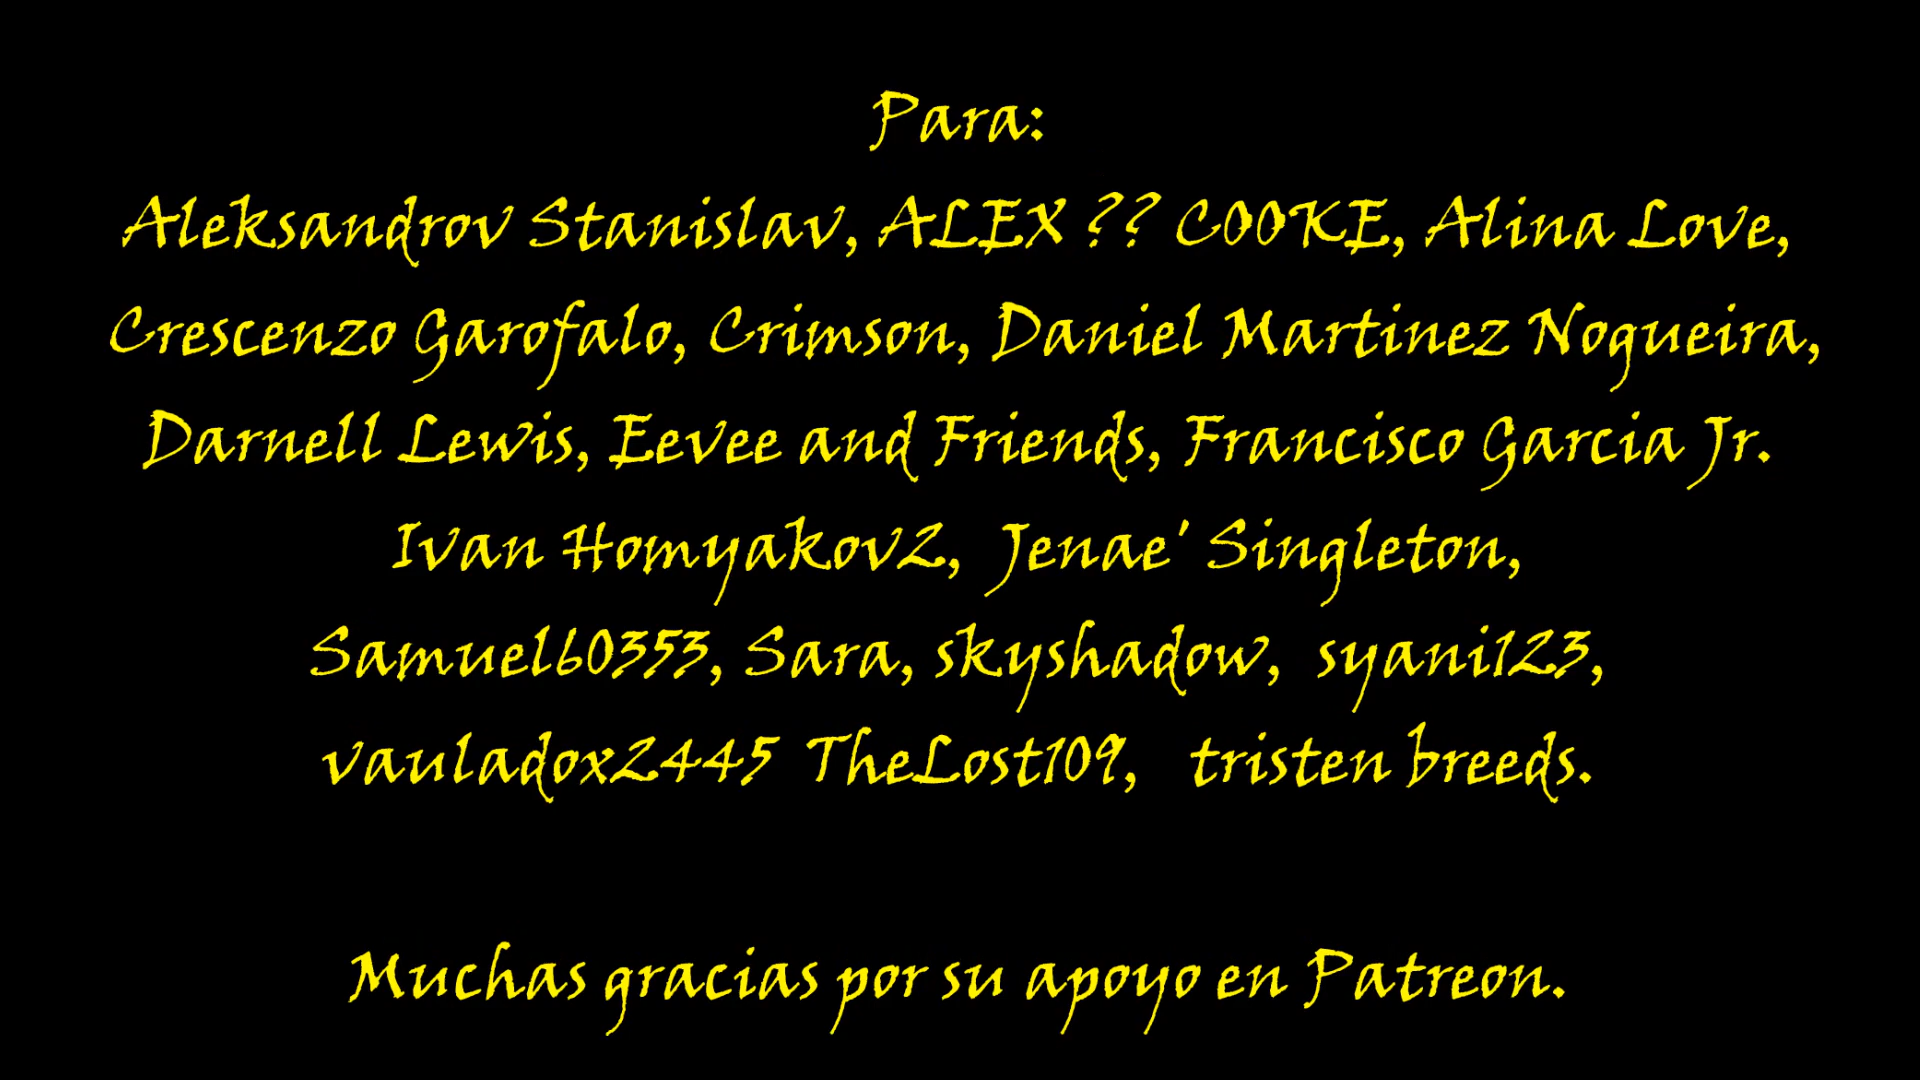 Para:
Aleksandrov Stanislav, ALEX ?? COOKE, Alina Love,
Crescenzo Garofalo, Crimson, Daniel Martinez Nogueira,
Darnell Lewis, Eevee and Friends, Francisco Garcia Jr.
Ivan Homyakov2, Jenae' Singleton,
Samuel60353, Sara, skyshadow, syani123,
vauladox2445 TheLost109, tristen breeds.
Muchas gracias por su apoyo en Patreon.